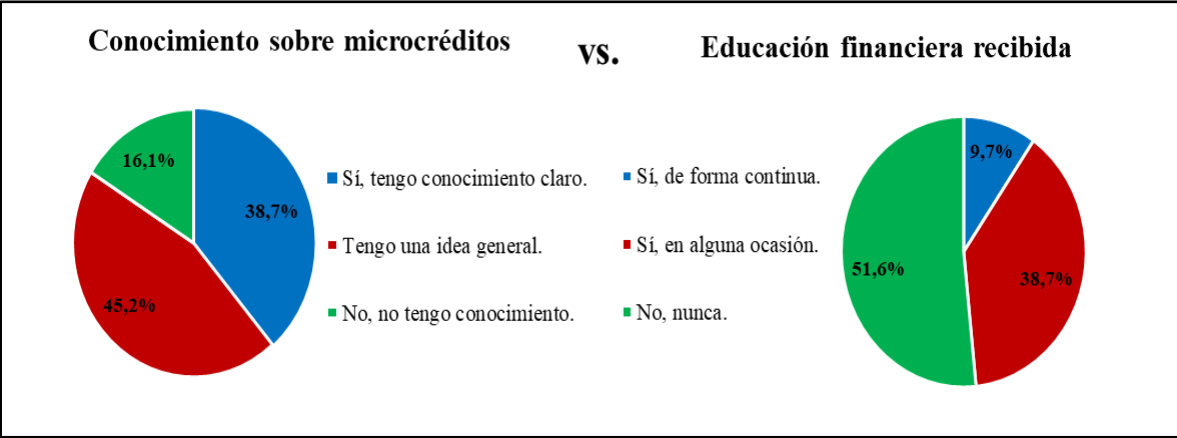 Conocimiento sobre microcréditos
vs.
Educación financiera recibida
16,1%
38,7%
45,2%
Sí, tengo conocimiento claro.
Tengo una idea general.
No, no tengo conocimiento.
Sí, de forma continua.
Sí, en alguna ocasión.
No, nunca.
9,7%
51,6%
38,7%